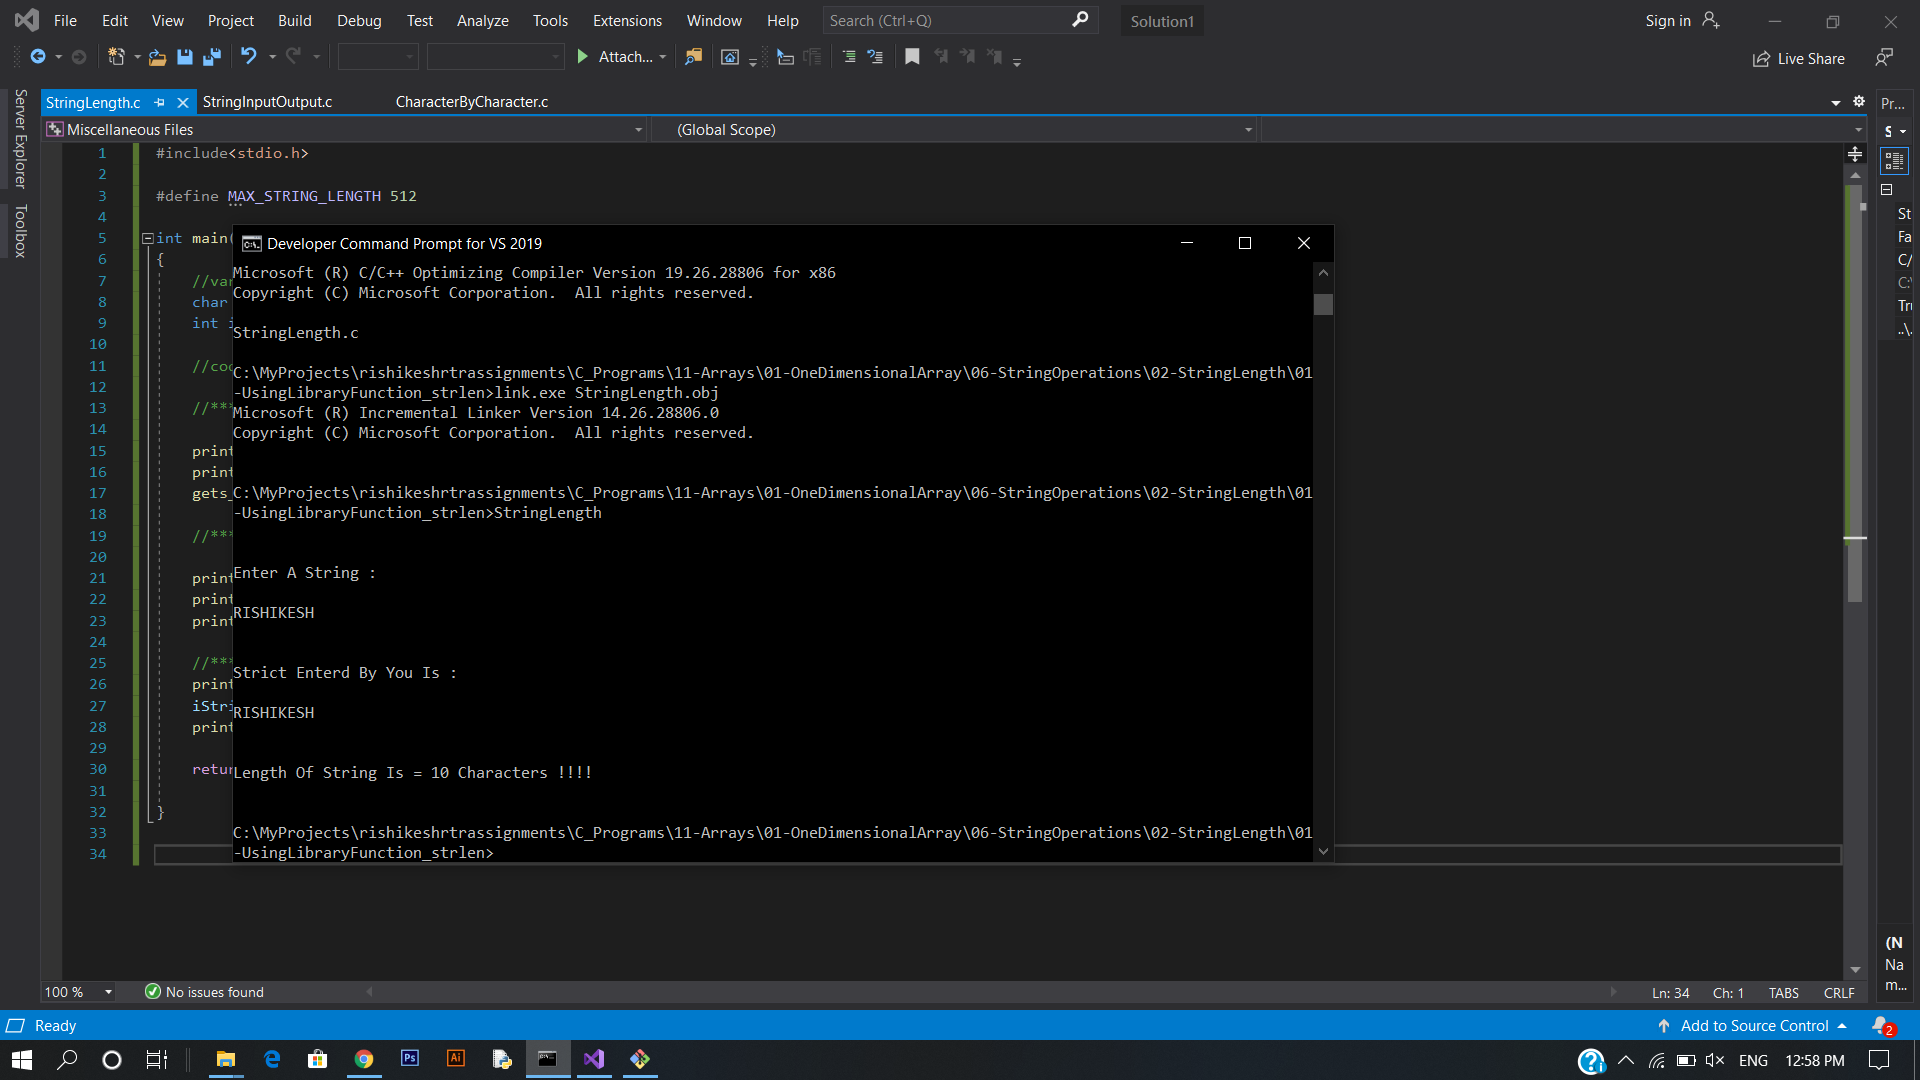 File Edit View Project Build Debug Test Analyze Tools Extensions Window Help Search (Ctrl+Q) Solution1 Sign in
Attach... Live Share
Server Explorer
Toolbox
StringLength.c StringInputOutput.c CharacterByCharacter.c Pr...
Miscellaneous Files (Global Scope) S
1 #include<stdio.h>
2
3 #define MAX_STRING_LENGTH 512
4
5 int main(
6 {
7 //var
8 char
9 int i
10
11 //cod
12
13 //***
14
15 print
16 print
17 gets_
18
19 //***
20
21 print
22 print
23 print
24
25 //***
26 print
27 iStri
28 print
29
30 retur
31
32 }
33
34
Developer Command Prompt for VS 2019
Microsoft (R) C/C++ Optimizing Compiler Version 19.26.28806 for x86
Copyright (C) Microsoft Corporation.  All rights reserved.
StringLength.c
C:\MyProjects\rishikeshrtrassignments\C_Programs\11-Arrays\01-OneDimensionalArray\06-StringOperations\02-StringLength\01
-UsingLibraryFunction_strlen>link.exe StringLength.obj
Microsoft (R) Incremental Linker Version 14.26.28806.0
Copyright (C) Microsoft Corporation.  All rights reserved.
C:\MyProjects\rishikeshrtrassignments\C_Programs\11-Arrays\01-OneDimensionalArray\06-StringOperations\02-StringLength\01
-UsingLibraryFunction_strlen>StringLength
Enter A String :
RISHIKESH
Strict Enterd By You Is :
RISHIKESH
Length Of String Is = 10 Characters !!!!
C:\MyProjects\rishikeshrtrassignments\C_Programs\11-Arrays\01-OneDimensionalArray\06-StringOperations\02-StringLength\01
-UsingLibraryFunction_strlen>
St
Fa
C/
C:\
Tru
..\.
(N
Na
m...
100 % No issues found Ln: 34 Ch: 1 TABS CRLF
Ready Add to Source Control 2
Ps Ai ENG 12:58 PM